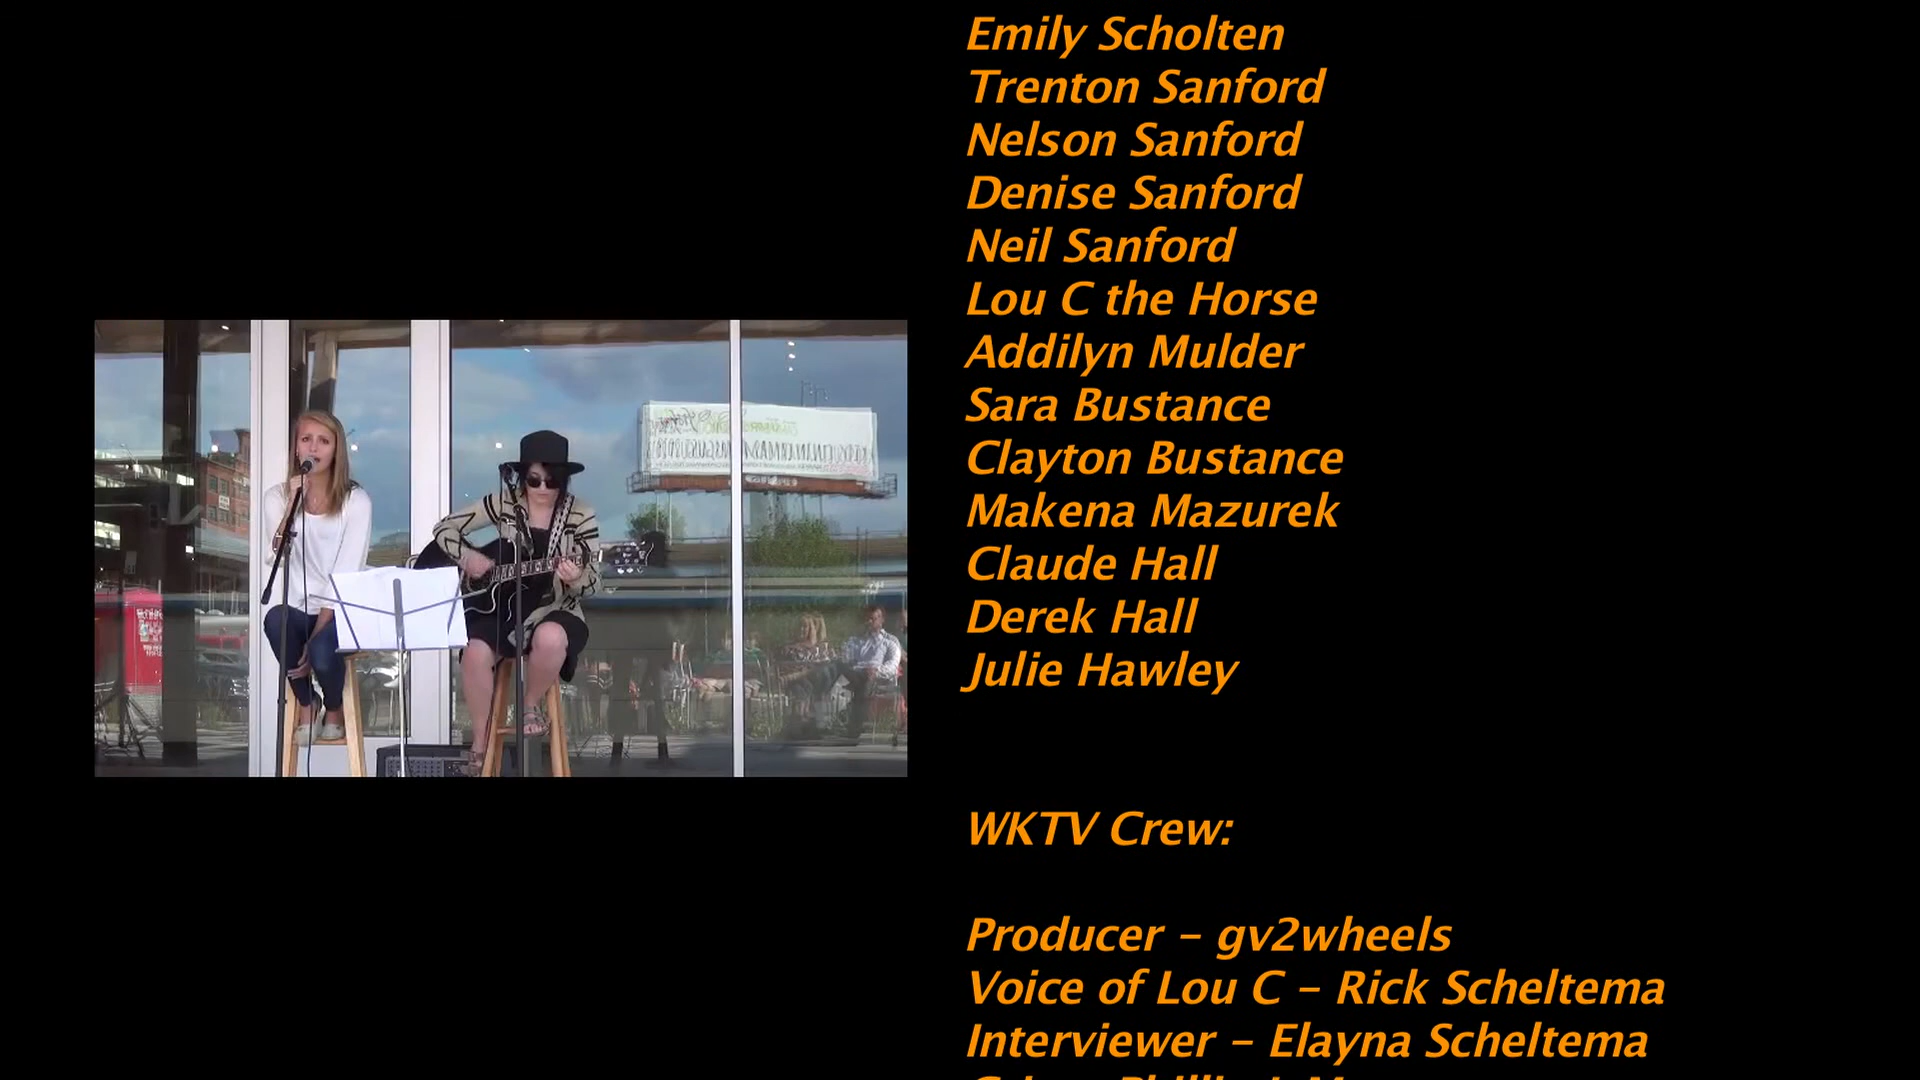 Emily Scholten
Trenton Sanford
Nelson Sanford
Denise Sanford
Neil Sanford
Lou C the Horse
Addilyn Mulder
Sara Bustance
Clayton Bustance
Makena Mazurek
Claude Hall
Derek Hall
Julie Hawley
WKTV Crew:
Producer – gv2wheels
Voice of Lou C – Rick Scheltema
Interviewer – Elayna Scheltema